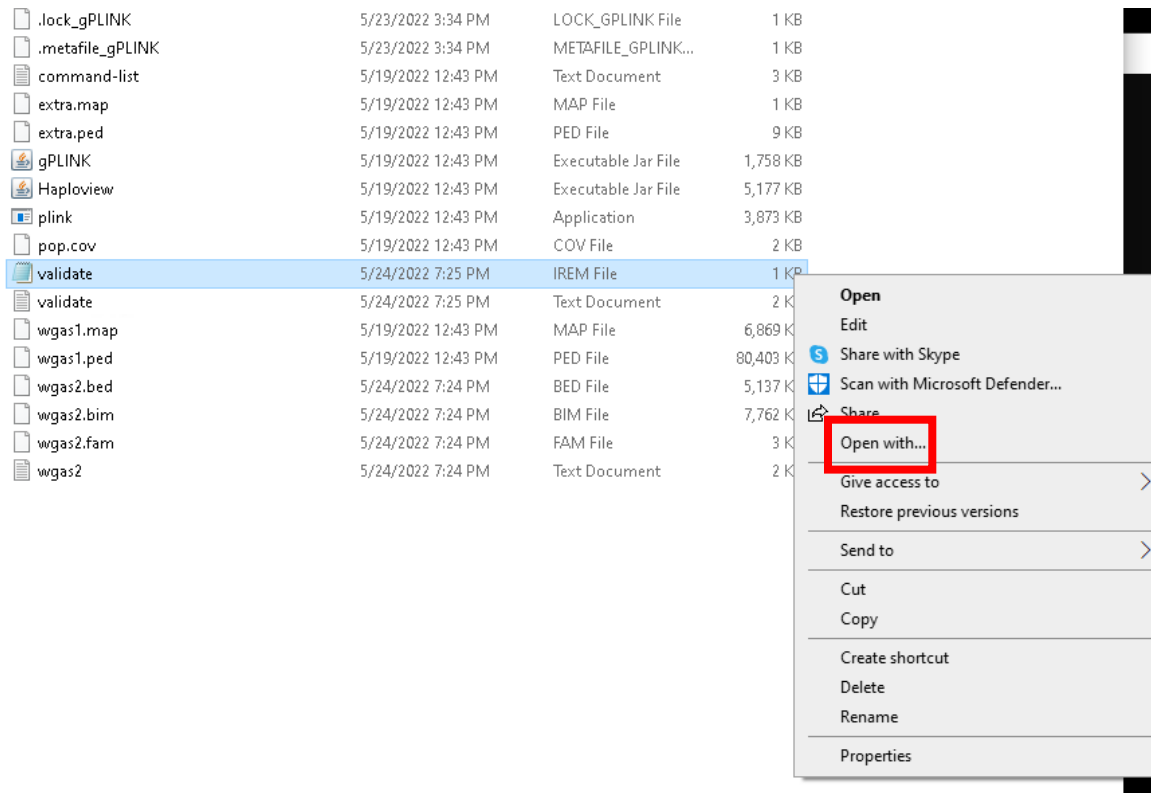 .lock_gPLINK 5/23/2022 3:34 PM LOCK_GPLINK File 1 KB
.metafile_gPLINK 5/23/2022 3:34 PM METAFILE_GPLINK... 1 KB
command-list 5/19/2022 12:43 PM Text Document 3 KB
extra.map 5/19/2022 12:43 PM MAP File 1 KB
extra.ped 5/19/2022 12:43 PM PED File 9 KB
gPLINK 5/19/2022 12:43 PM Executable Jar File 1,758 KB
Haploview 5/19/2022 12:43 PM Executable Jar File 5,177 KB
plink 5/19/2022 12:43 PM Application 3,873 KB
pop.cov 5/19/2022 12:43 PM COV File 2 KB
validate 5/24/2022 7:25 PM IREM File 1 KB
validate 5/24/2022 7:25 PM Text Document 2 K
wgas1.map 5/19/2022 12:43 PM MAP File 6,869 K
wgas1.ped 5/19/2022 12:43 PM PED File 80,403 K
wgas2.bed 5/24/2022 7:24 PM BED File 5,137 K
wgas2.bim 5/24/2022 7:24 PM BIM File 7,762 K
wgas2.fam 5/24/2022 7:24 PM FAM File 3 K
wgas2 5/24/2022 7:24 PM Text Document 2 K
Open
Edit
Share with Skype
Scan with Microsoft Defender...
Share
Open with...
Give access to
Restore previous versions
Send to
Cut
Copy
Create shortcut
Delete
Rename
Properties